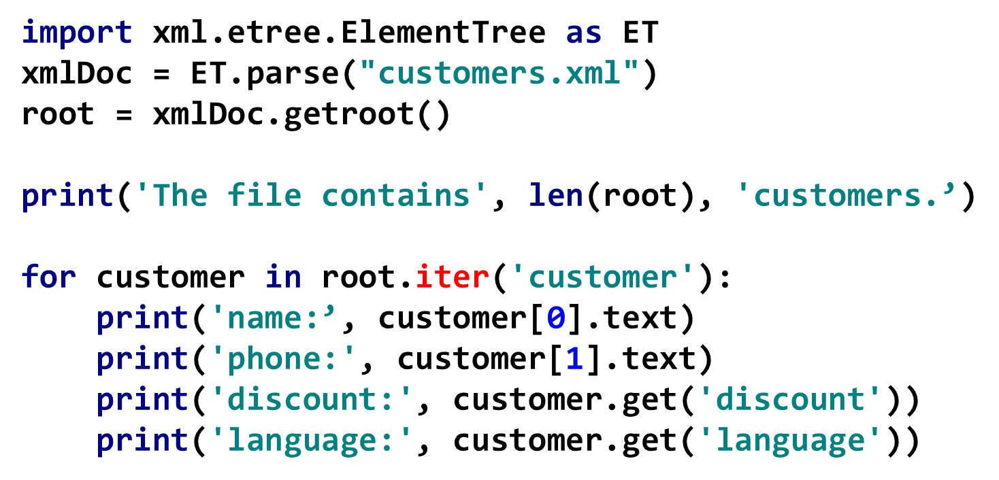 import xml.etree.ElementTree as ET
xmlDoc = ET.parse("customers.xml")
root = xmlDoc.getroot()

print('The file contains', len(root), 'customers.’)

for customer in root.iter('customer'):
    print('name:’, customer[0].text)
    print('phone:', customer[1].text)
    print('discount:', customer.get('discount'))
    print('language:', customer.get('language'))